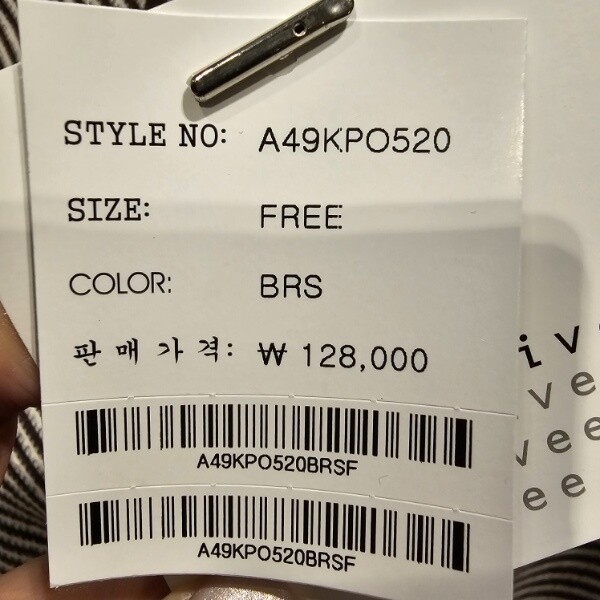 STYLE NO: A49KPO520
SIZE: FREE
COLOR: BRS
판매가격: ₩ 128,000
A49KPO520BRSF
A49KPO520BRSF